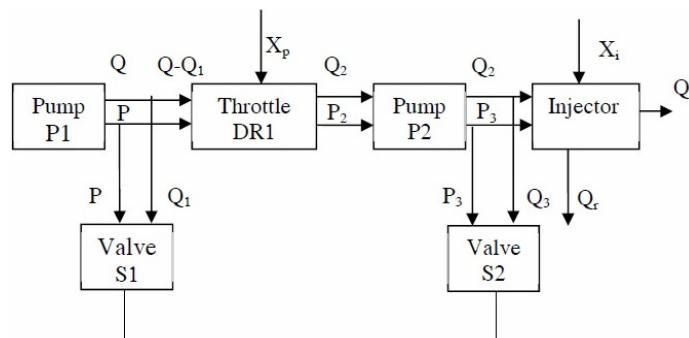 X_p
X_i
Q Q-Q_1 Q_2 Q_2
Pump P1
P
Throttle DR1
P_2
Pump P2
P_3
Injector
Q
P Q_1 P_3 Q_3 Q_r
Valve S1
Valve S2